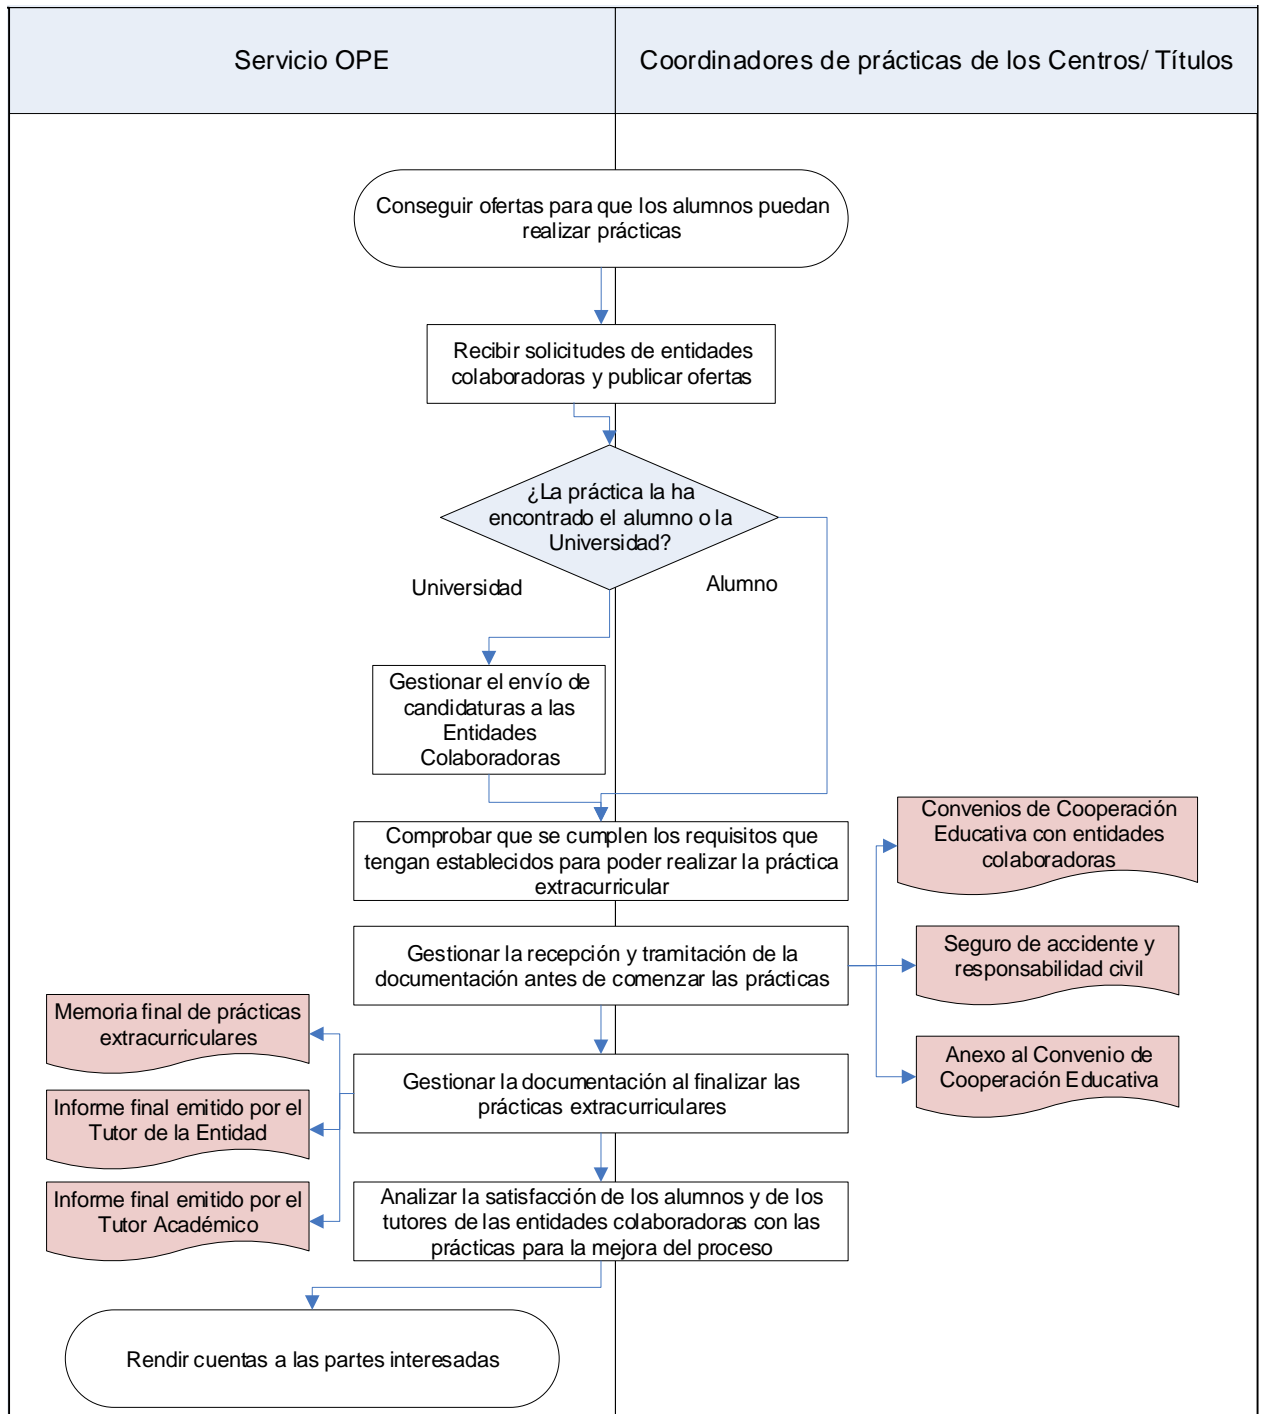 Servicio OPE
Coordinadores de prácticas de los Centros/ Títulos
Conseguir ofertas para que los alumnos puedan
realizar prácticas
Recibir solicitudes de entidades
colaboradoras y publicar ofertas
¿La práctica la ha
encontrado el alumno o la
Universidad?
Universidad
Alumno
Gestionar el envío de
candidaturas a las
Entidades
Colaboradoras
Comprobar que se cumplen los requisitos que
tengan establecidos para poder realizar la práctica
extracurricular
Convenios de Cooperación
Educativa con entidades
colaboradoras
Gestionar la recepción y tramitación de la
documentación antes de comenzar las prácticas
Seguro de accidente y
responsabilidad civil
Anexo al Convenio de
Cooperación Educativa
Memoria final de prácticas
extracurriculares
Gestionar la documentación al finalizar las
prácticas extracurriculares
Informe final emitido por el
Tutor de la Entidad
Informe final emitido por el
Tutor Académico
Analizar la satisfacción de los alumnos y de los
tutores de las entidades colaboradoras con las
prácticas para la mejora del proceso
Rendir cuentas a las partes interesadas